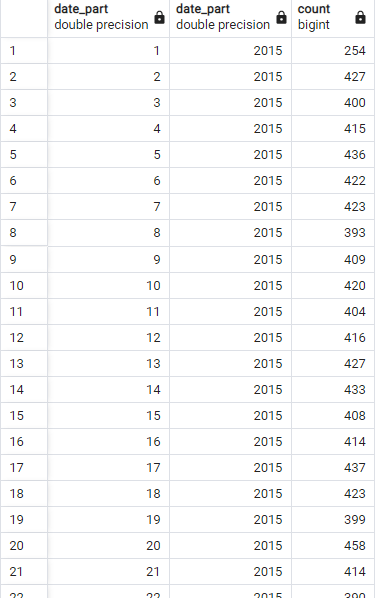 date_part date_part count
double precision double precision bigint
1 1 2015 254
2 2 2015 427
3 3 2015 400
4 4 2015 415
5 5 2015 436
6 6 2015 422
7 7 2015 423
8 8 2015 393
9 9 2015 409
10 10 2015 420
11 11 2015 404
12 12 2015 416
13 13 2015 427
14 14 2015 433
15 15 2015 408
16 16 2015 414
17 17 2015 437
18 18 2015 423
19 19 2015 399
20 20 2015 458
21 21 2015 414
22 22 2015 390